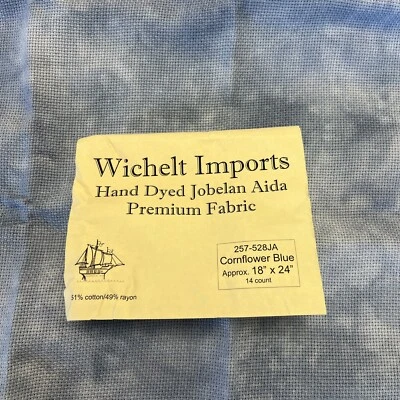 Wichelt Imports
Hand Dyed Jobelan Aida
Premium Fabric
257-528JA
Cornflower Blue
Approx. 18" x 24"
14 count
51% cotton/49% rayon